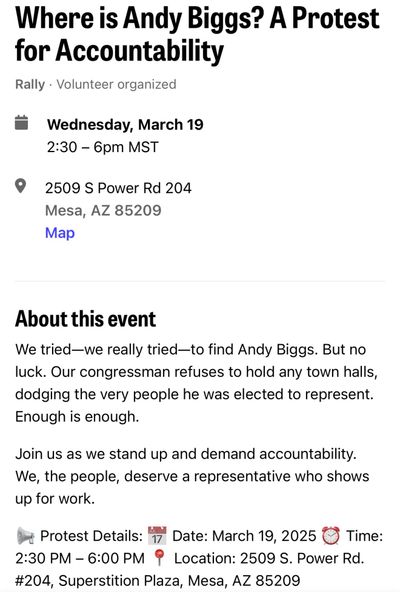 Where is Andy Biggs? A Protest
for Accountability
Rally · Volunteer organized
Wednesday, March 19
2:30 – 6pm MST
2509 S Power Rd 204
Mesa, AZ 85209
Map
About this event
We tried—we really tried—to find Andy Biggs. But no
luck. Our congressman refuses to hold any town halls,
dodging the very people he was elected to represent.
Enough is enough.
Join us as we stand up and demand accountability.
We, the people, deserve a representative who shows
up for work.
📢 Protest Details: 📅 Date: March 19, 2025 ⏰ Time:
2:30 PM – 6:00 PM 📍 Location: 2509 S. Power Rd.
#204, Superstition Plaza, Mesa, AZ 85209